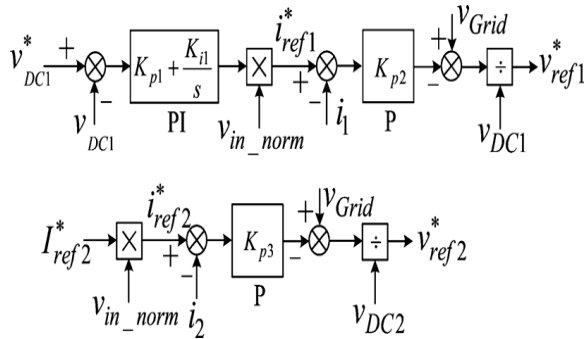 v*DC1 + − vDC1 Kp1 + Ki1/s PI × vin_norm i*ref1 + − i1 Kp2 P − + vGrid ÷ vDC1 v*ref1
I*ref2 × vin_norm i*ref2 + − i2 Kp3 P − + vGrid ÷ vDC2 v*ref2